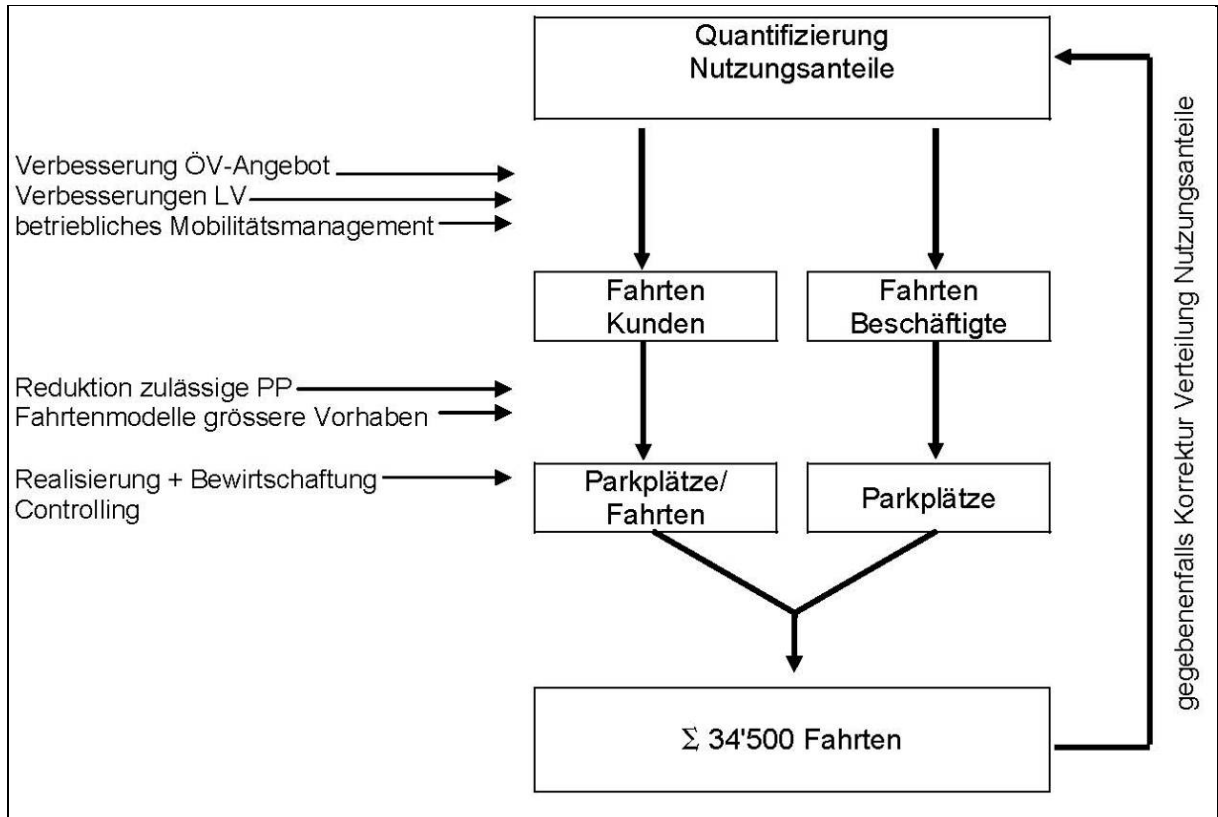 Quantifizierung
Nutzungsanteile
Verbesserung ÖV-Angebot
Verbesserungen LV
betriebliches Mobilitätsmanagement
Fahrten
Kunden
Fahrten
Beschäftigte
Reduktion zulässige PP
Fahrtenmodelle grössere Vorhaben
Realisierung + Bewirtschaftung
Controlling
Parkplätze/
Fahrten
Parkplätze
Σ 34'500 Fahrten
gegebenenfalls Korrektur Verteilung Nutzungsanteile